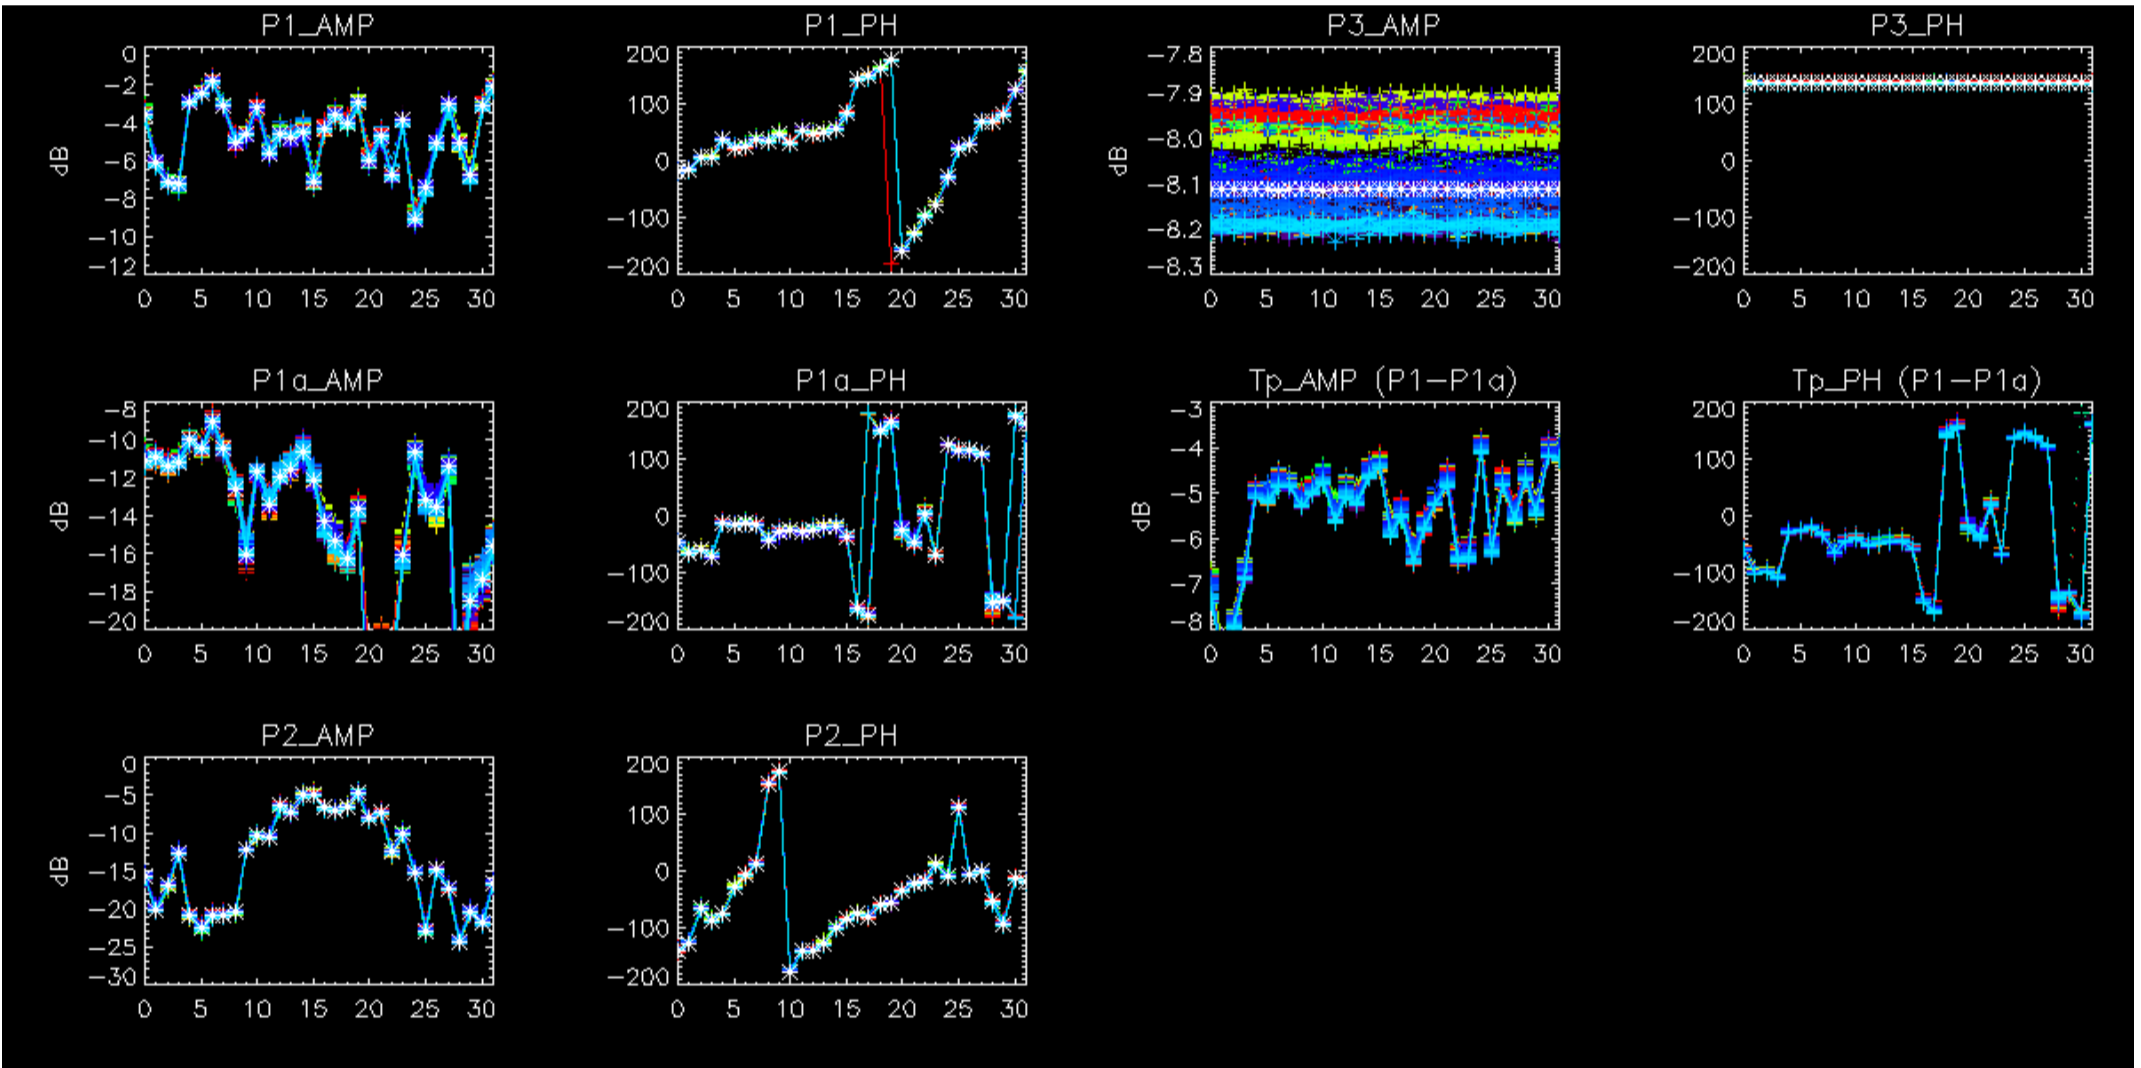 P1_AMP
0
−2
−4
−6
−8
−10
−12
dB
0 5 10 15 20 25 30
P1_PH
200
100
0
−100
−200
0 5 10 15 20 25 30
P3_AMP
−7.8
−7.9
−8.0
−8.1
−8.2
−8.3
dB
0 5 10 15 20 25 30
P3_PH
200
100
0
−100
−200
0 5 10 15 20 25 30
P1a_AMP
−8
−10
−12
−14
−16
−18
−20
dB
0 5 10 15 20 25 30
P1a_PH
200
100
0
−100
−200
0 5 10 15 20 25 30
Tp_AMP (P1−P1a)
−3
−4
−5
−6
−7
−8
dB
0 5 10 15 20 25 30
Tp_PH (P1−P1a)
200
100
0
−100
−200
0 5 10 15 20 25 30
P2_AMP
0
−5
−10
−15
−20
−25
−30
dB
0 5 10 15 20 25 30
P2_PH
200
100
0
−100
−200
0 5 10 15 20 25 30